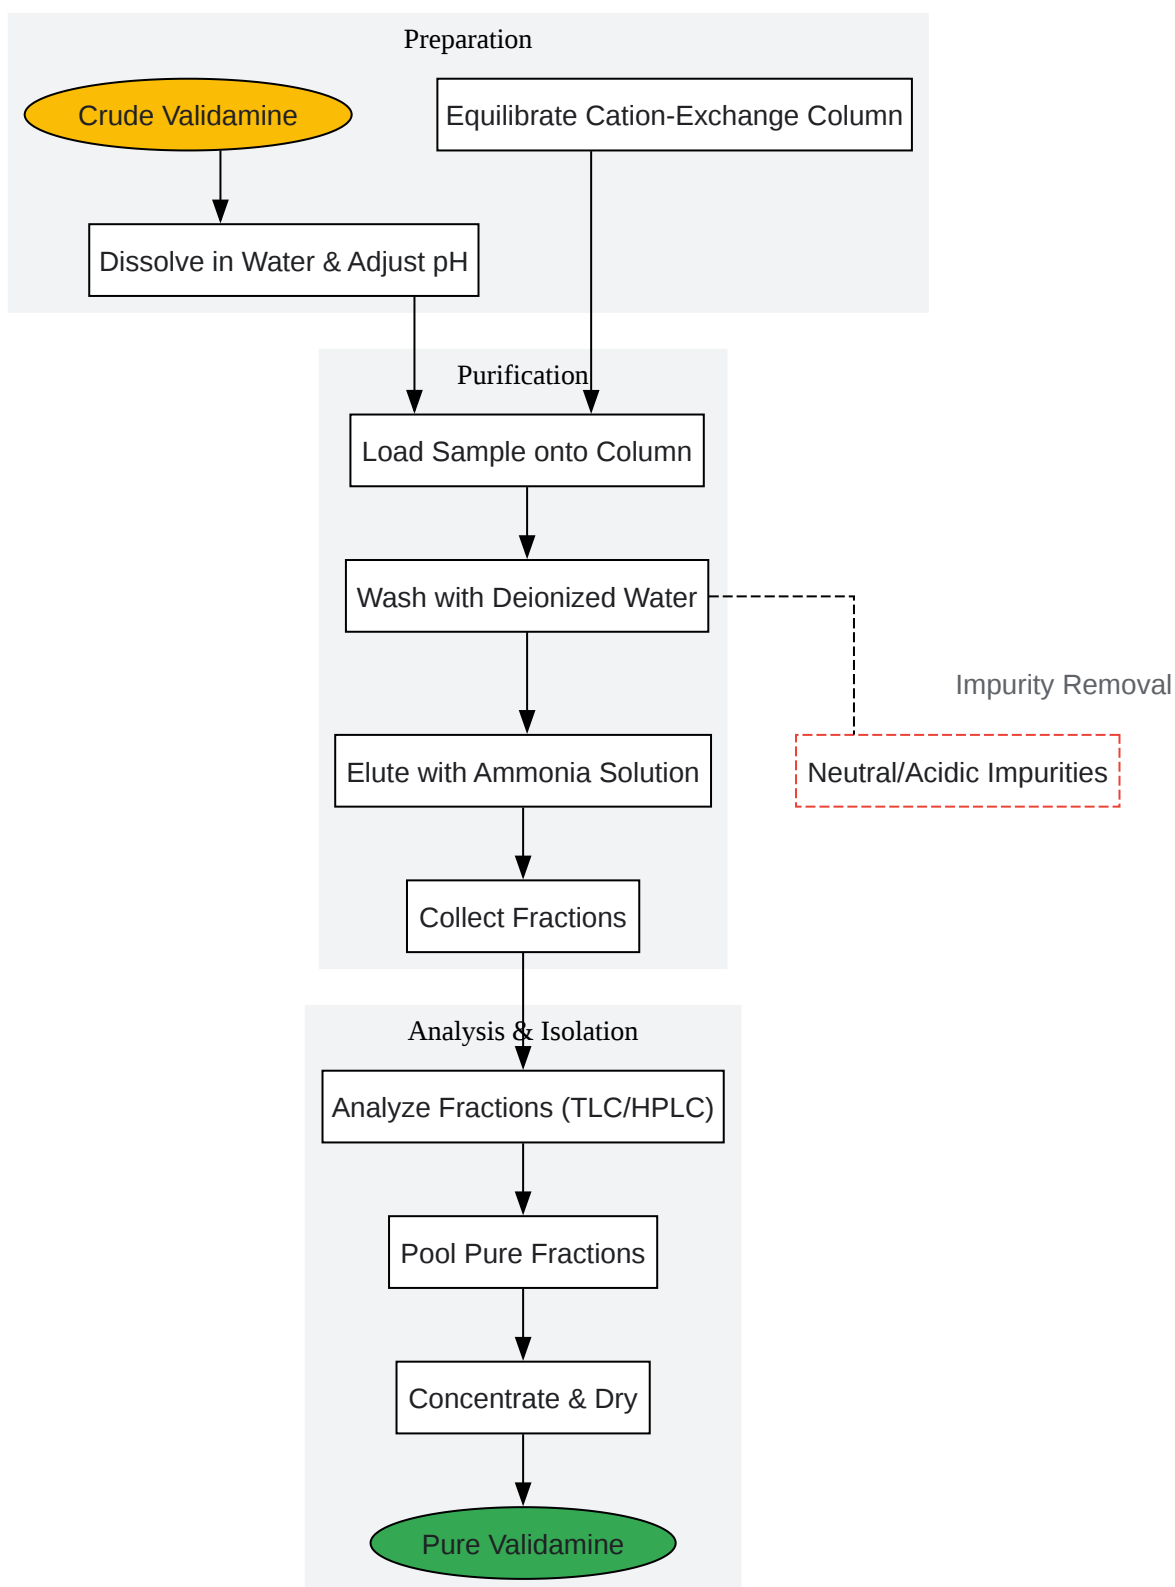 Preparation
Crude Validamine
Equilibrate Cation-Exchange Column
Dissolve in Water & Adjust pH
Purification
Load Sample onto Column
Wash with Deionized Water
Impurity Removal
Elute with Ammonia Solution
Neutral/Acidic Impurities
Collect Fractions
Analysis & Isolation
Analyze Fractions (TLC/HPLC)
Pool Pure Fractions
Concentrate & Dry
Pure Validamine